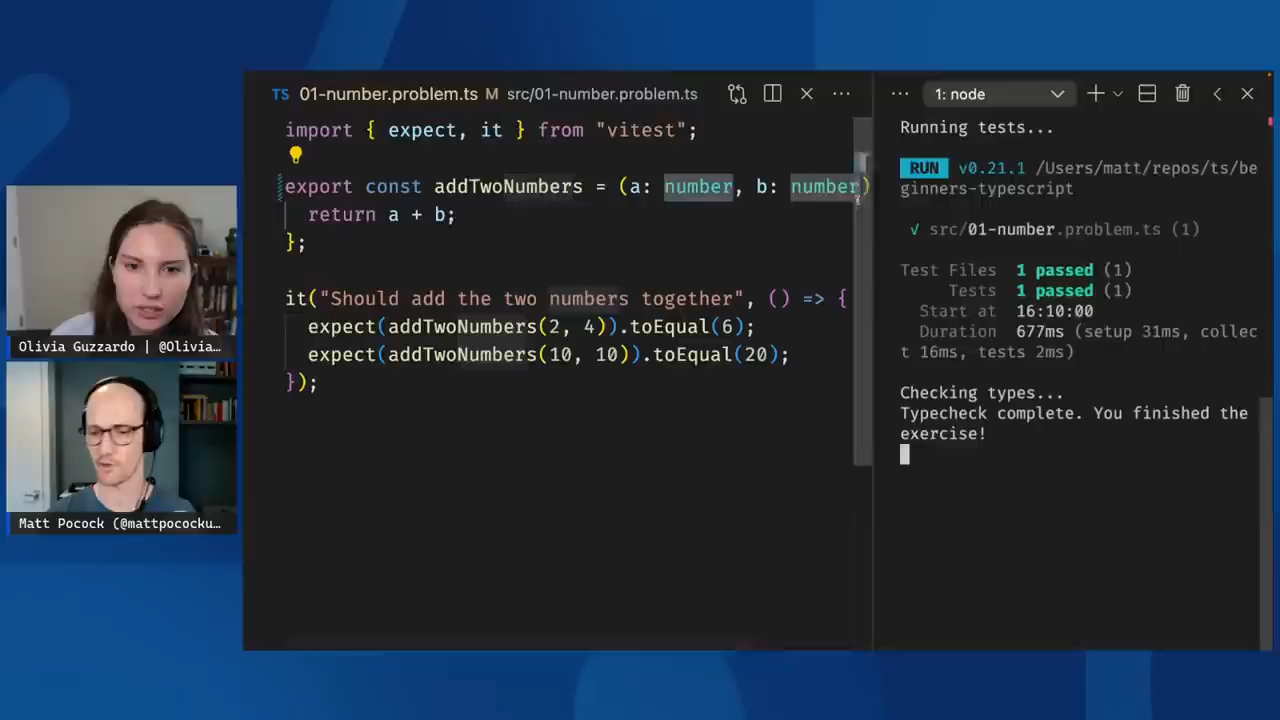 TS 01-number.problem.ts M src/01-number.problem.ts ···
import { expect, it } from "vitest";
export const addTwoNumbers = (a: number, b: number)
return a + b;
};
it("Should add the two numbers together", () => {
expect(addTwoNumbers(2, 4)).toEqual(6);
expect(addTwoNumbers(10, 10)).toEqual(20);
});
··· 1: node
Running tests...
RUN v0.21.1 /Users/matt/repos/ts/be
ginners-typescript
√ src/01-number.problem.ts (1)
Test Files 1 passed (1)
Tests 1 passed (1)
Start at 16:10:00
Duration 677ms (setup 31ms, collec
t 16ms, tests 2ms)
Checking types...
Typecheck complete. You finished the
exercise!
Olivia Guzzardo | @Olivia...
Matt Pocock (@mattpococku...